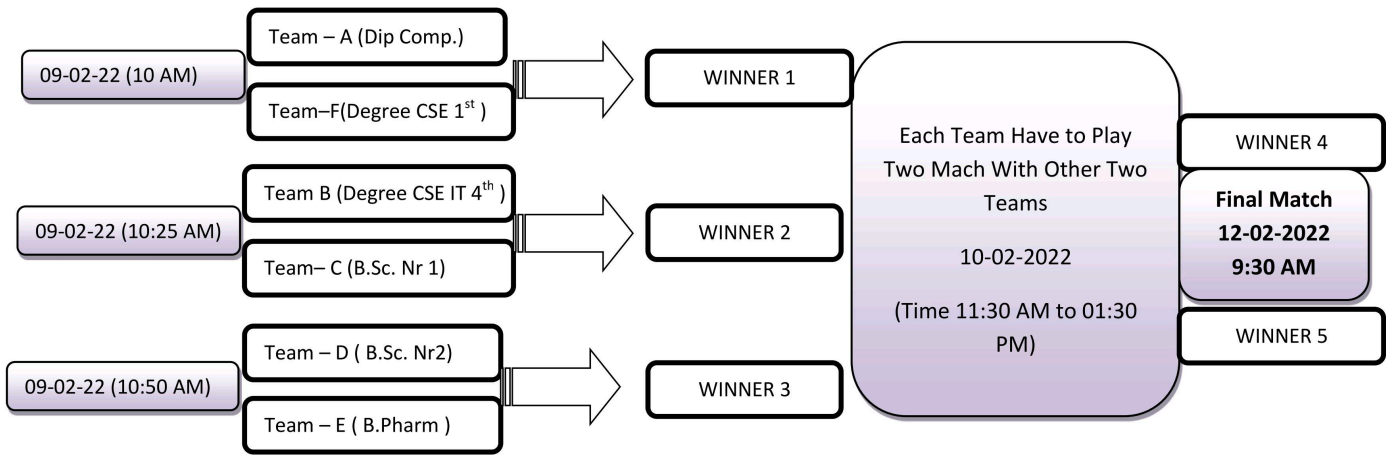 09-02-22 (10 AM)
Team – A (Dip Comp.)
Team–F(Degree CSE 1st )
WINNER 1
09-02-22 (10:25 AM)
Team B (Degree CSE IT 4th )
Team– C (B.Sc. Nr 1)
WINNER 2
09-02-22 (10:50 AM)
Team – D ( B.Sc. Nr2)
Team – E ( B.Pharm )
WINNER 3
Each Team Have to Play
Two Mach With Other Two
Teams
10-02-2022
(Time 11:30 AM to 01:30
PM)
WINNER 4
Final Match
12-02-2022
9:30 AM
WINNER 5